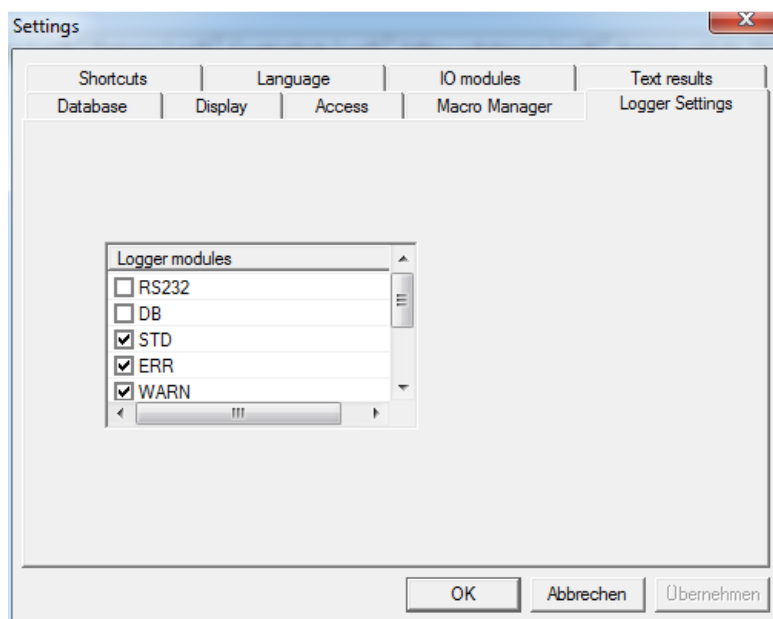 Settings
Shortcuts Language IO modules Text results
Database Display Access Macro Manager Logger Settings
Logger modules
RS232
DB
STD
ERR
WARN
OK Abbrechen Übernehmen